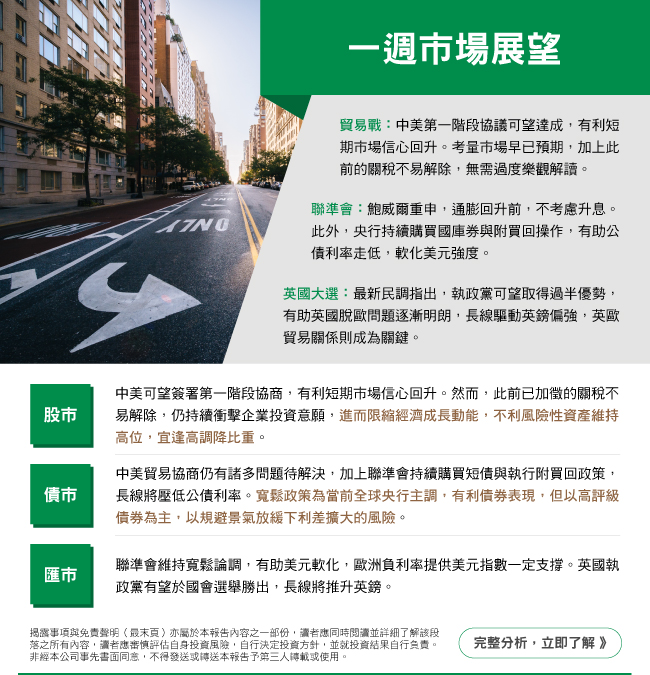 一週市場展望
貿易戰：中美第一階段協議可望達成，有利短
期市場信心回升。考量市場早已預期，加上此
前的關稅不易解除，無需過度樂觀解讀。
聯準會：鮑威爾重申，通膨回升前，不考慮升息。
此外，央行持續購買國庫券與附買回操作，有助公
債利率走低，軟化美元強度。
英國大選：最新民調指出，執政黨可望取得過半優勢，
有助英國脫歐問題逐漸明朗，長線驅動英鎊偏強，英歐
貿易關係則成為關鍵。
ONLY
ONLY
股市
中美可望簽署第一階段協商，有利短期市場信心回升。然而，此前已加徵的關稅不
易解除，仍持續衝擊企業投資意願，進而限縮經濟成長動能，不利風險性資產維持
高位，宜逢高調降比重。
債市
中美貿易協商仍有諸多問題待解決，加上聯準會持續購買短債與執行附買回政策，
長線將壓低公債利率。寬鬆政策為當前全球央行主調，有利債券表現，但以高評級
債券為主，以規避景氣放緩下利差擴大的風險。
匯市
聯準會維持寬鬆論調，有助美元軟化，歐洲負利率提供美元指數一定支撐。英國執
政黨有望於國會選舉勝出，長線將推升英鎊。
揭露事項與免責聲明（最末頁）亦屬於本報告內容之一部份，讀者應同時閱讀並詳細了解該段
落之所有內容，讀者應審慎評估自身投資風險，自行決定投資方針，並就投資結果自行負責。
非經本公司事先書面同意，不得發送或轉送本報告予第三人轉載或使用。
完整分析，立即了解 》